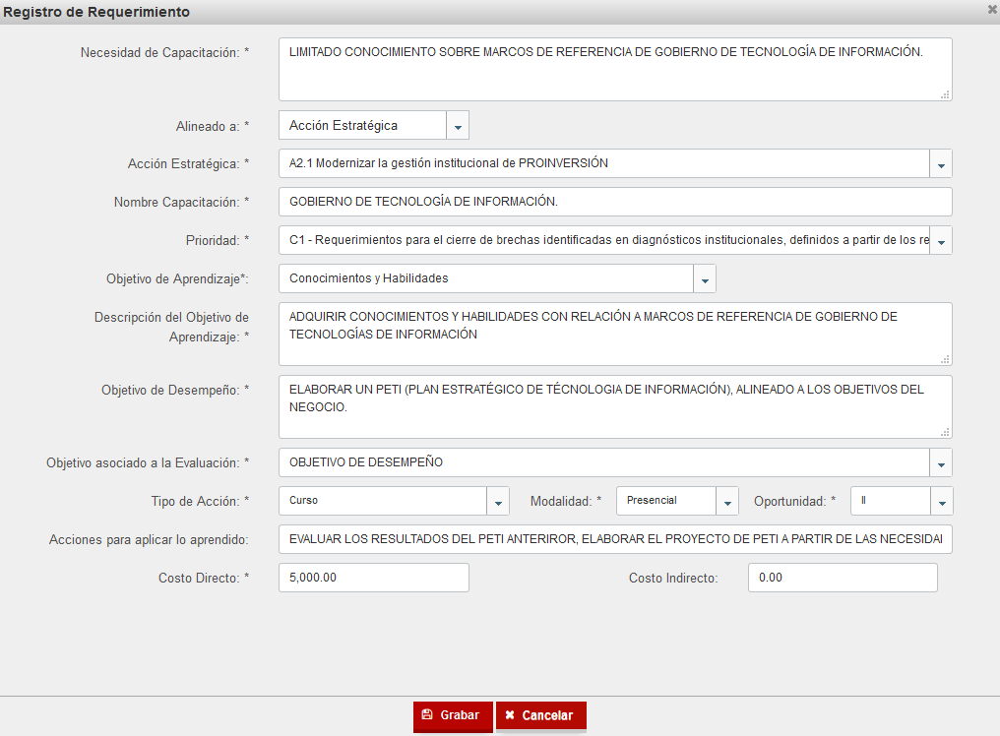 Registro de Requerimiento
Necesidad de Capacitación: *
LIMITADO CONOCIMIENTO SOBRE MARCOS DE REFERENCIA DE GOBIERNO DE TECNOLOGÍA DE INFORMACIÓN.
Alineado a: *
Acción Estratégica
Acción Estratégica: *
A2.1 Modernizar la gestión institucional de PROINVERSIÓN
Nombre Capacitación: *
GOBIERNO DE TECNOLOGÍA DE INFORMACIÓN.
Prioridad: *
C1 - Requerimientos para el cierre de brechas identificadas en diagnósticos institucionales, definidos a partir de los re
Objetivo de Aprendizaje*:
Conocimientos y Habilidades
Descripción del Objetivo de
Aprendizaje: *
ADQUIRIR CONOCIMIENTOS Y HABILIDADES CON RELACIÓN A MARCOS DE REFERENCIA DE GOBIERNO DE
TECNOLOGÍAS DE INFORMACIÓN
Objetivo de Desempeño: *
ELABORAR UN PETI (PLAN ESTRATÉGICO DE TÉCNOLOGIA DE INFORMACIÓN), ALINEADO A LOS OBJETIVOS DEL
NEGOCIO.
Objetivo asociado a la Evaluación: *
OBJETIVO DE DESEMPEÑO
Tipo de Acción: *
Curso
Modalidad: *
Presencial
Oportunidad: *
II
Acciones para aplicar lo aprendido:
EVALUAR LOS RESULTADOS DEL PETI ANTERIROR, ELABORAR EL PROYECTO DE PETI A PARTIR DE LAS NECESIDAI
Costo Directo: *
5,000.00
Costo Indirecto:
0.00
Grabar
Cancelar